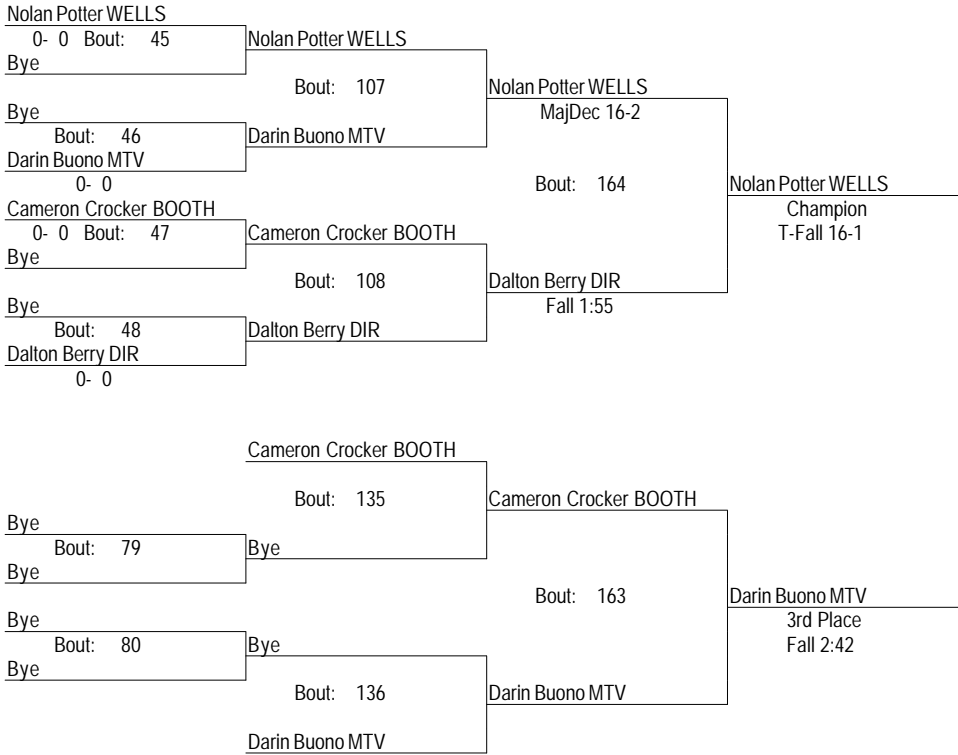 Nolan Potter WELLS
0- 0 Bout: 45
Nolan Potter WELLS
Bye
Bout: 107
Nolan Potter WELLS
Bye
MajDec 16-2
Bout: 46
Darin Buono MTV
Darin Buono MTV
0- 0
Bout: 164
Nolan Potter WELLS
Cameron Crocker BOOTH
Champion
0- 0 Bout: 47
Cameron Crocker BOOTH
T-Fall 16-1
Bye
Bout: 108
Dalton Berry DIR
Bye
Fall 1:55
Bout: 48
Dalton Berry DIR
Dalton Berry DIR
0- 0
Cameron Crocker BOOTH
Bout: 135
Cameron Crocker BOOTH
Bye
Bout: 79
Bye
Bye
Bout: 163
Darin Buono MTV
Bye
3rd Place
Bout: 80
Bye
Fall 2:42
Bye
Bout: 136
Darin Buono MTV
Darin Buono MTV